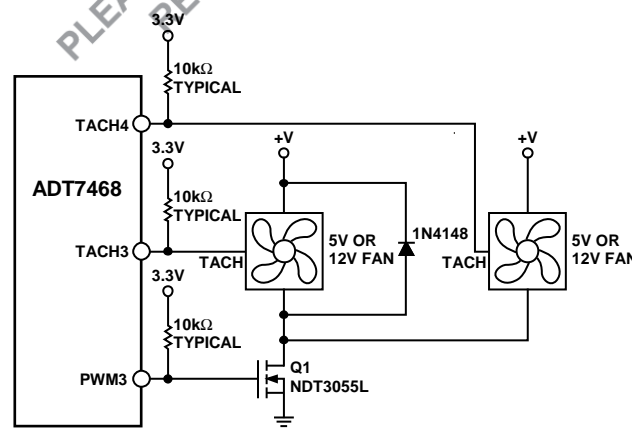 3.3V
10kΩ
TYPICAL
TACH4
3.3V
+V
+V
ADT7468
10kΩ
TYPICAL
TACH3
TACH
5V OR
12V FAN
1N4148
TACH
5V OR
12V FAN
3.3V
10kΩ
TYPICAL
PWM3
Q1
NDT3055L